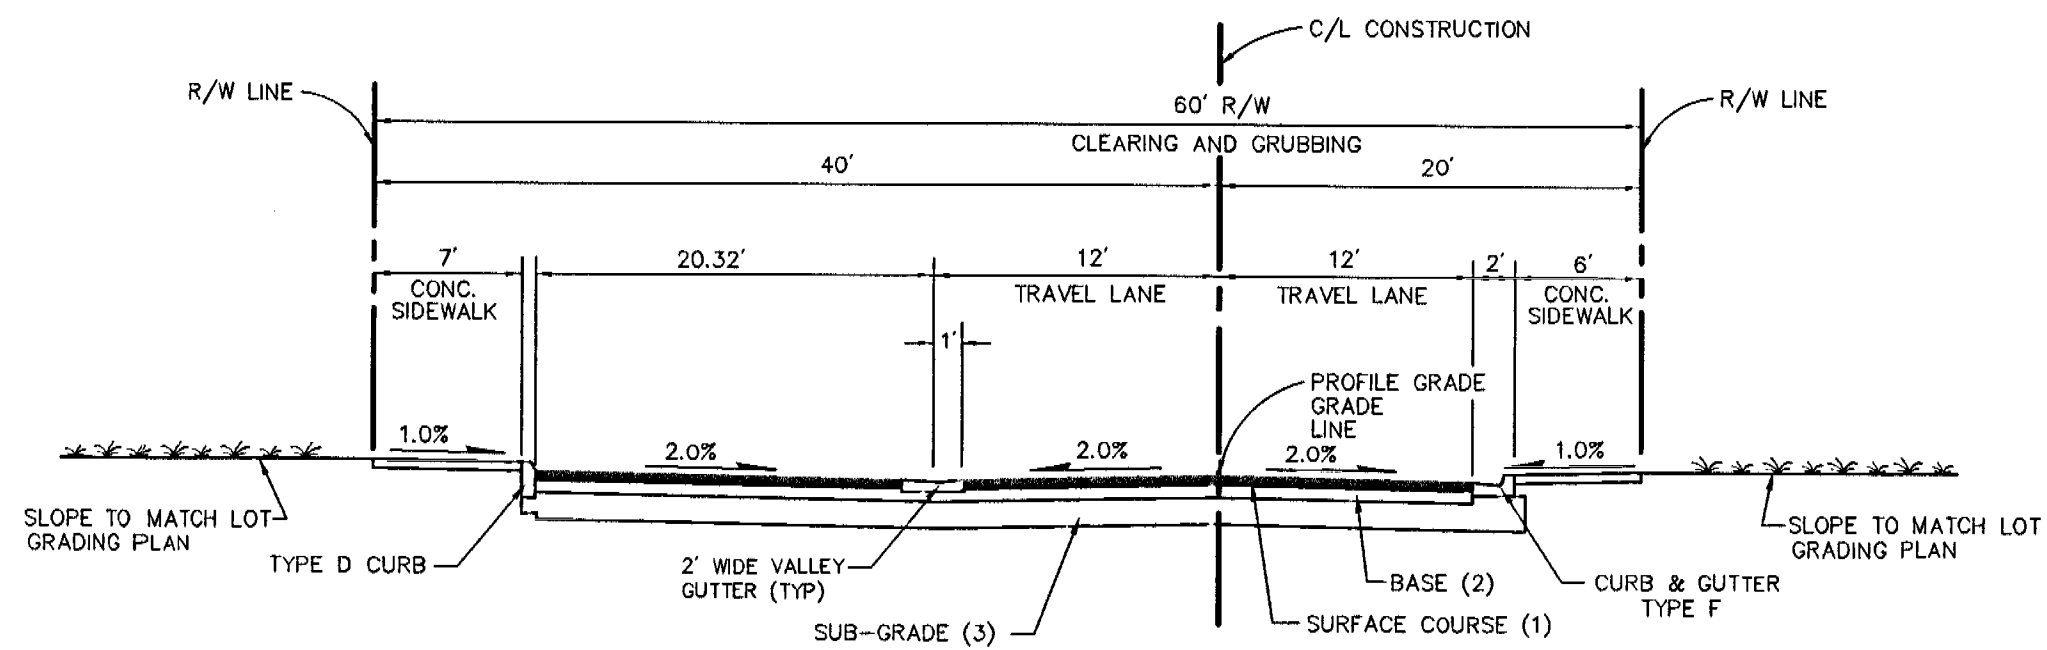 C/L CONSTRUCTION
R/W LINE
60' R/W
R/W LINE
CLEARING AND GRUBBING
40'
20'
7'
20.32'
12'
12'
2'
6'
CONC.
SIDEWALK
TRAVEL LANE
TRAVEL LANE
CONC.
SIDEWALK
1'
PROFILE GRADE
GRADE
LINE
1.0%
2.0%
2.0%
2.0%
1.0%
SLOPE TO MATCH LOT
GRADING PLAN
TYPE D CURB
2' WIDE VALLEY
GUTTER (TYP)
SUB-GRADE (3)
SURFACE COURSE (1)
BASE (2)
CURB & GUTTER
TYPE F
SLOPE TO MATCH LOT
GRADING PLAN